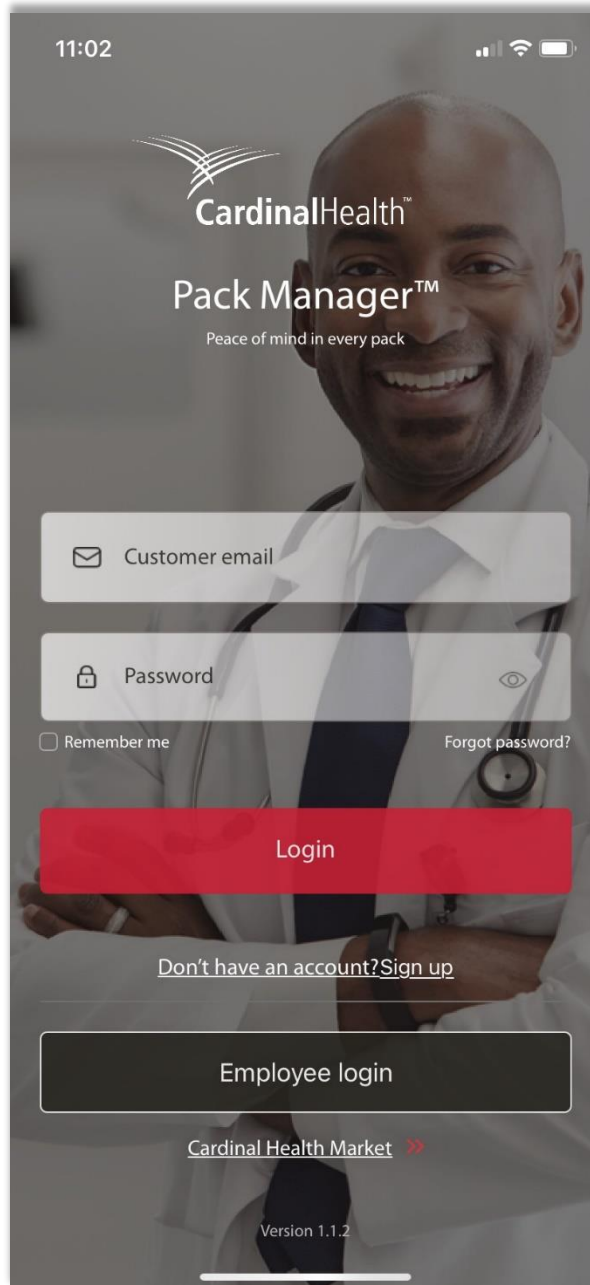 11:02
CardinalHealth™
Pack Manager™
Peace of mind in every pack
Customer email
Password
Remember me
Forgot password?
Login
Don't have an account?Sign up
Employee login
Cardinal Health Market
Version 1.1.2